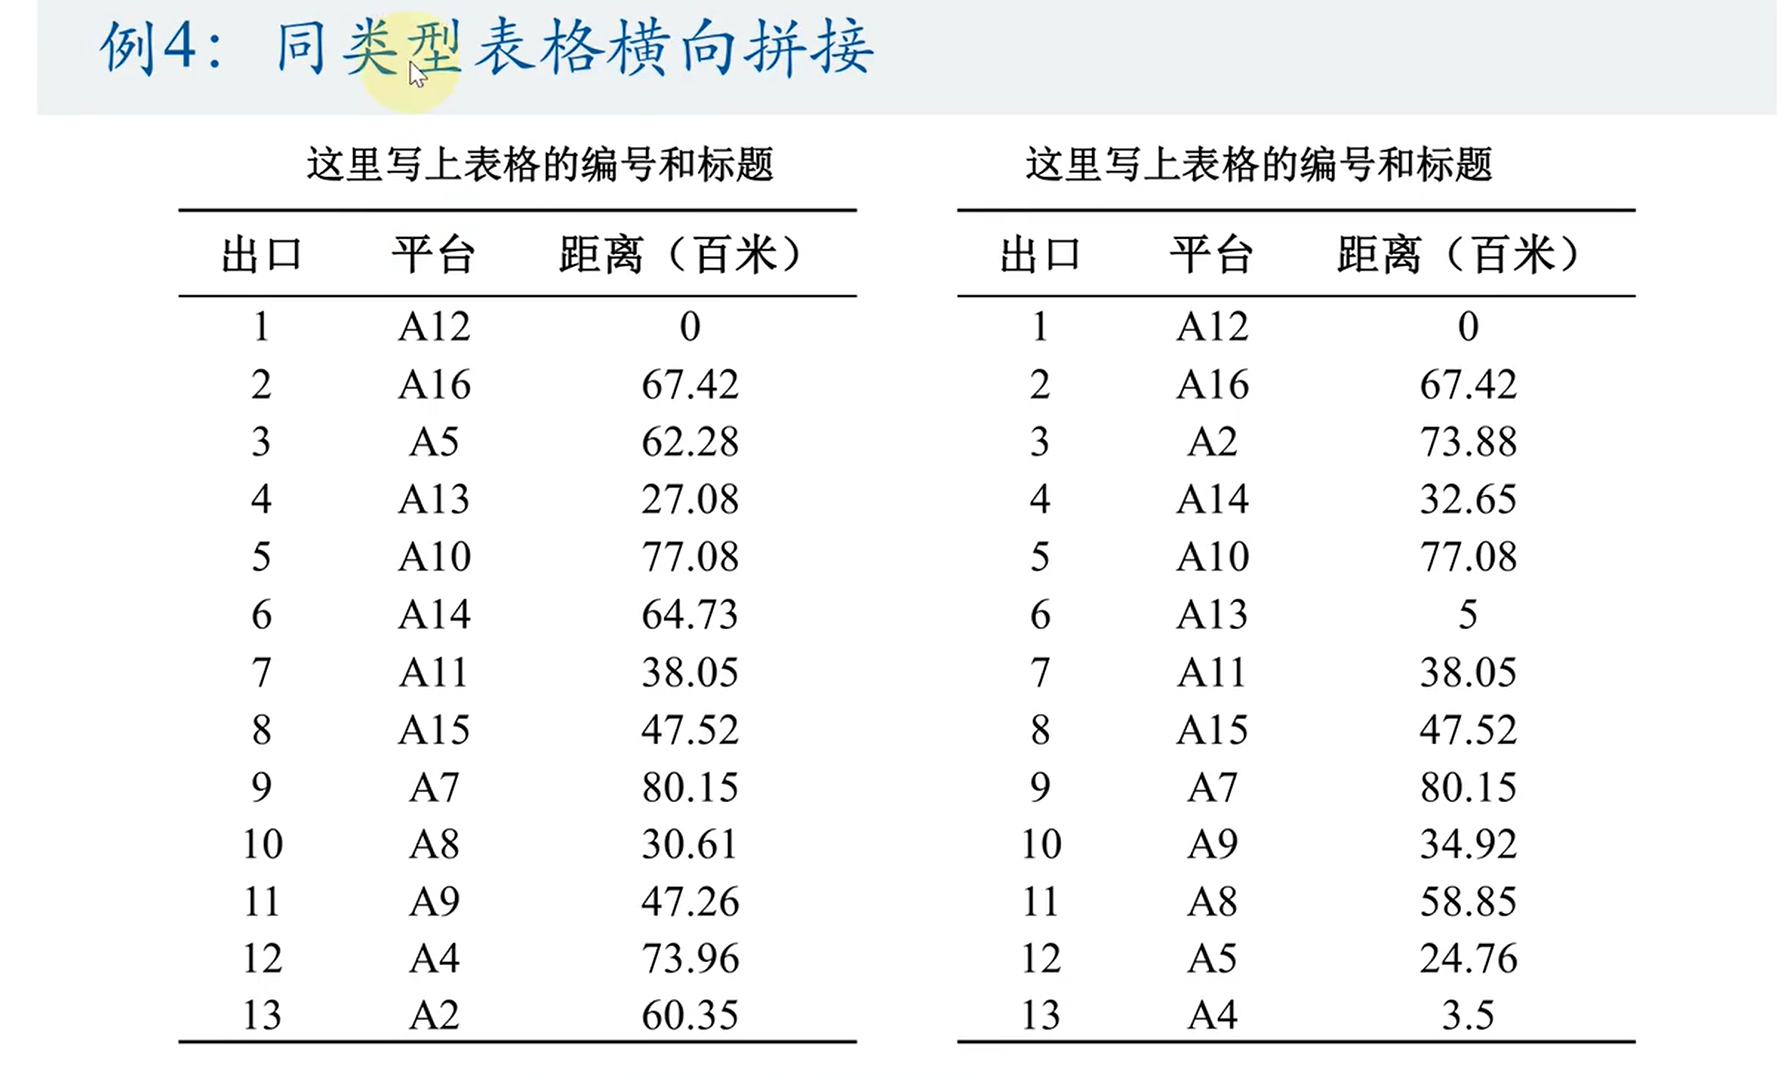 例4：同类型表格横向拼接
这里写上表格的编号和标题
出口 平台 距离（百米）
1 A12 0
2 A16 67.42
3 A5 62.28
4 A13 27.08
5 A10 77.08
6 A14 64.73
7 A11 38.05
8 A15 47.52
9 A7 80.15
10 A8 30.61
11 A9 47.26
12 A4 73.96
13 A2 60.35
这里写上表格的编号和标题
出口 平台 距离（百米）
1 A12 0
2 A16 67.42
3 A2 73.88
4 A14 32.65
5 A10 77.08
6 A13 5
7 A11 38.05
8 A15 47.52
9 A7 80.15
10 A9 34.92
11 A8 58.85
12 A5 24.76
13 A4 3.5